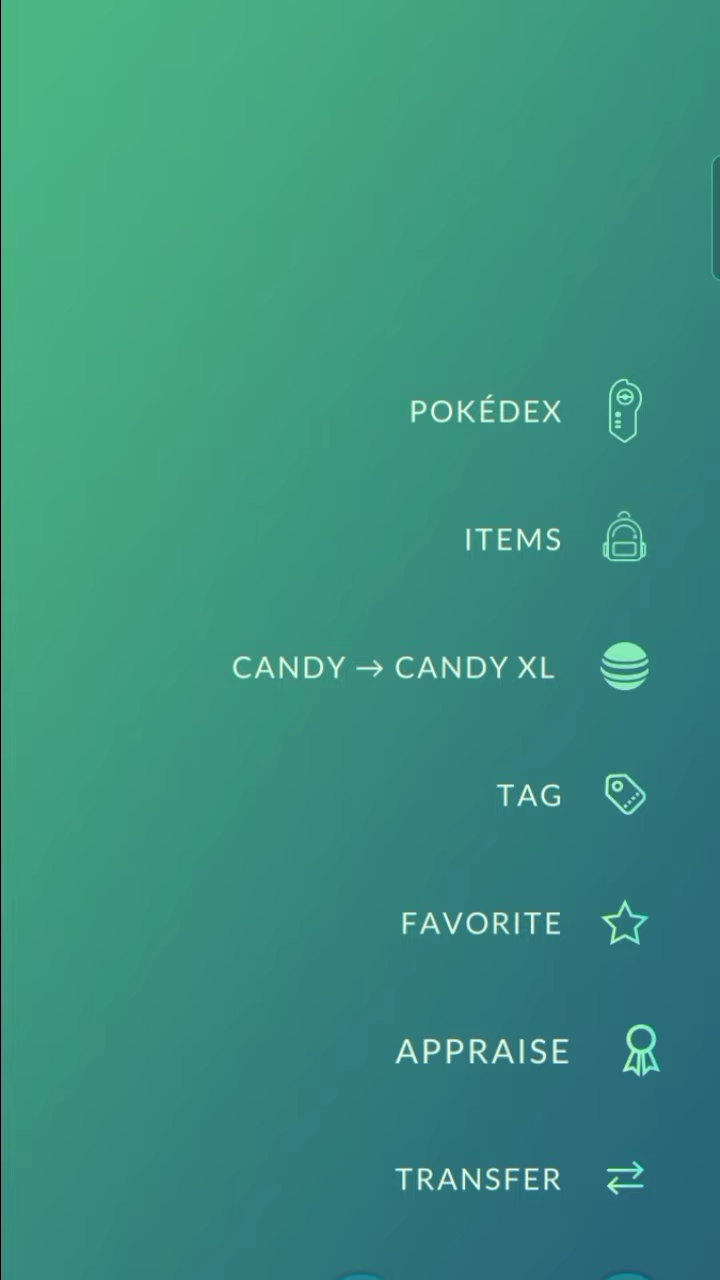 POKÉDEX
ITEMS
CANDY → CANDY XL
TAG
FAVORITE
APPRAISE
TRANSFER